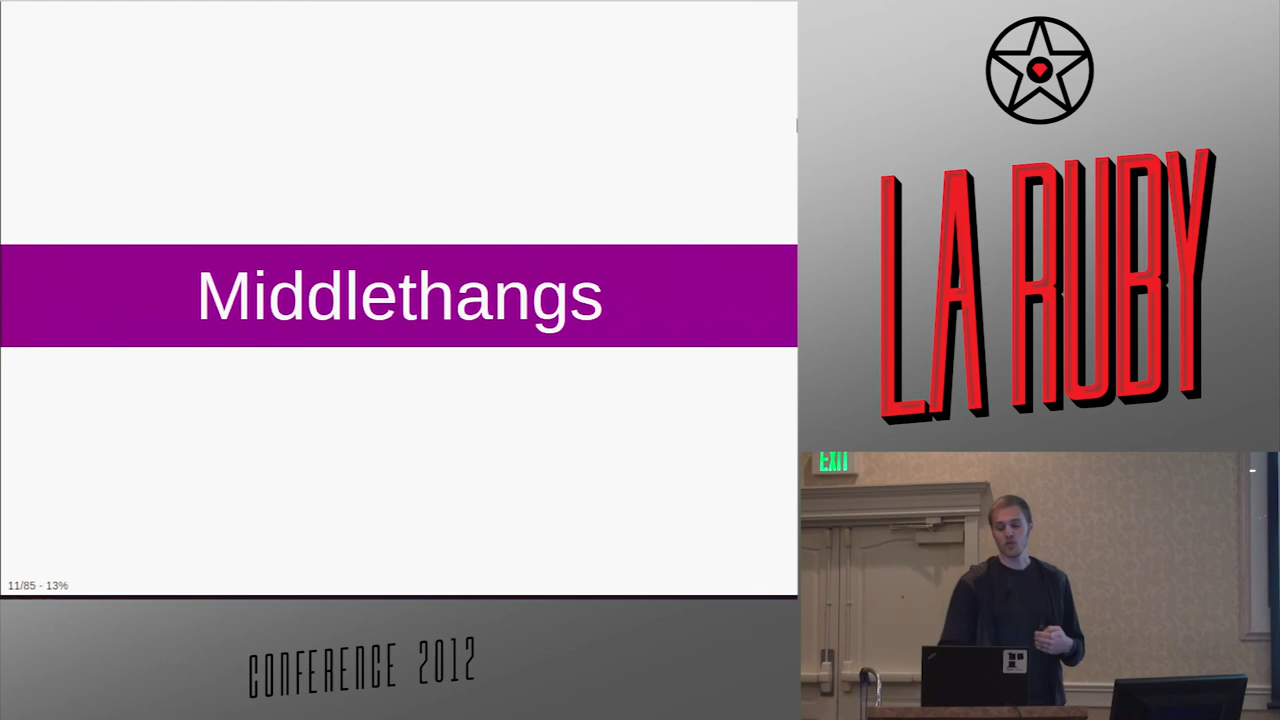 Middlethangs
11/85 - 13%
CONFERENCE 2012
LA RUBY
EXIT